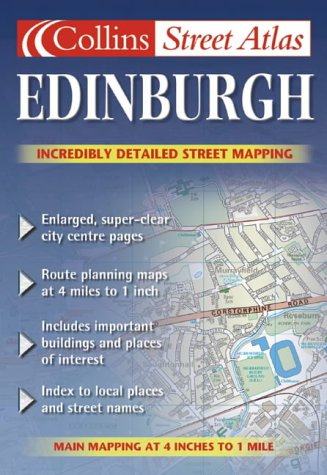 Collins Street Atlas
EDINBURGH
INCREDIBLY DETAILED STREET MAPPING
Enlarged, super-clear
city centre pages
Route planning maps
at 4 miles to 1 inch
Includes important
buildings and places
of interest
Index to local places
and street names
Murrayfield
CORSTORPHINE ROAD
Roseburn
MAIN MAPPING AT 4 INCHES TO 1 MILE